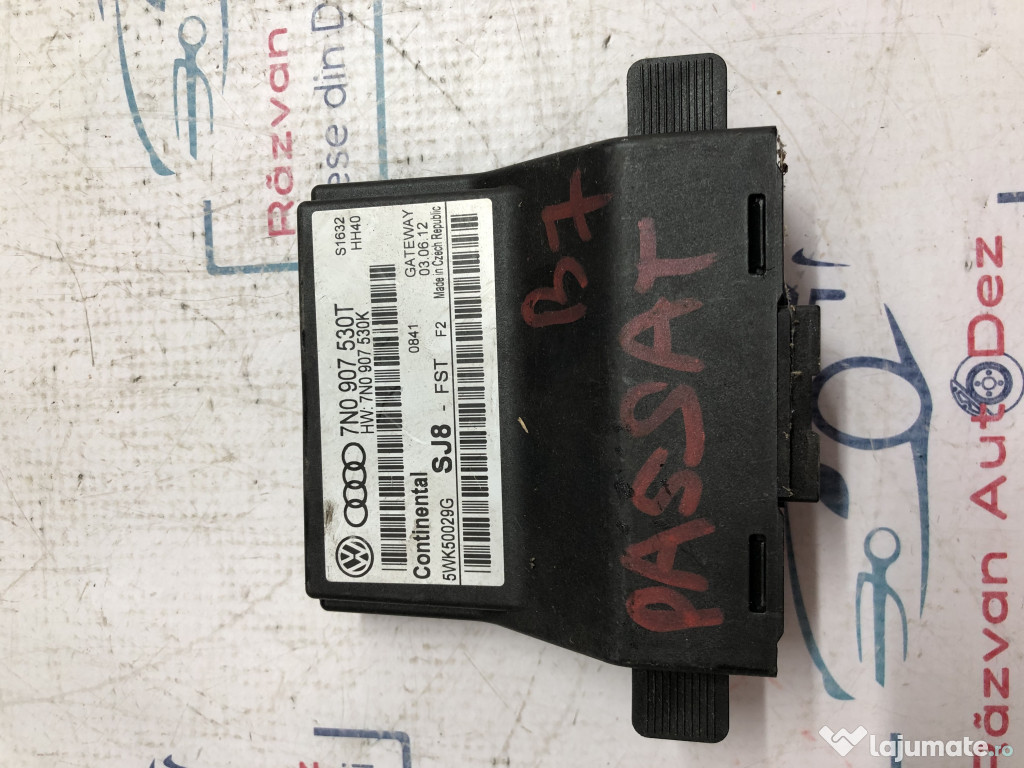 7N0 907 530T
HW: 7N0 907 530K
S1632
HH40
Continental
5WK50029G
0841
GATEWAY
03.06.12
SJ8 - FST F2
Made in Czech Republic
PASSAT
B7
Răzvan
ese din D
Răzvan AutoDez
lajumate.ro